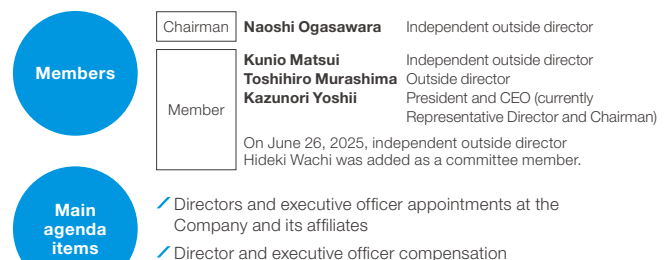 Members
Chairman Naoshi Ogasawara Independent outside director
Member
Kunio Matsui Independent outside director
Toshihiro Murashima Outside director
Kazunori Yoshii President and CEO (currently
Representative Director and Chairman)
On June 26, 2025, independent outside director
Hideki Wachi was added as a committee member.
Main
agenda
items
Directors and executive officer appointments at the
Company and its affiliates
Director and executive officer compensation